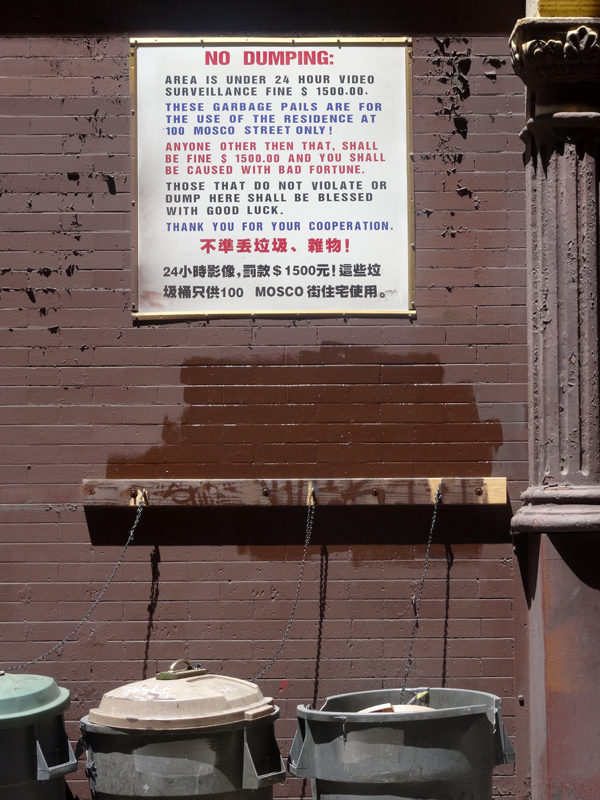 NO DUMPING:
AREA IS UNDER 24 HOUR VIDEO
SURVEILLANCE FINE $ 1500.00.
THESE GARBAGE PAILS ARE FOR
THE USE OF THE RESIDENCE AT
100 MOSCO STREET ONLY!
ANYONE OTHER THEN THAT, SHALL
BE FINE $ 1500.00 AND YOU SHALL
BE CAUSED WITH BAD FORTUNE.
THOSE THAT DO NOT VIOLATE OR
DUMP HERE SHALL BE BLESSED
WITH GOOD LUCK.
THANK YOU FOR YOUR COOPERATION.
不準丟垃圾、雜物!
24小時影像,罰款$1500元!這些垃
圾桶只供100 MOSCO 街住宅使用。